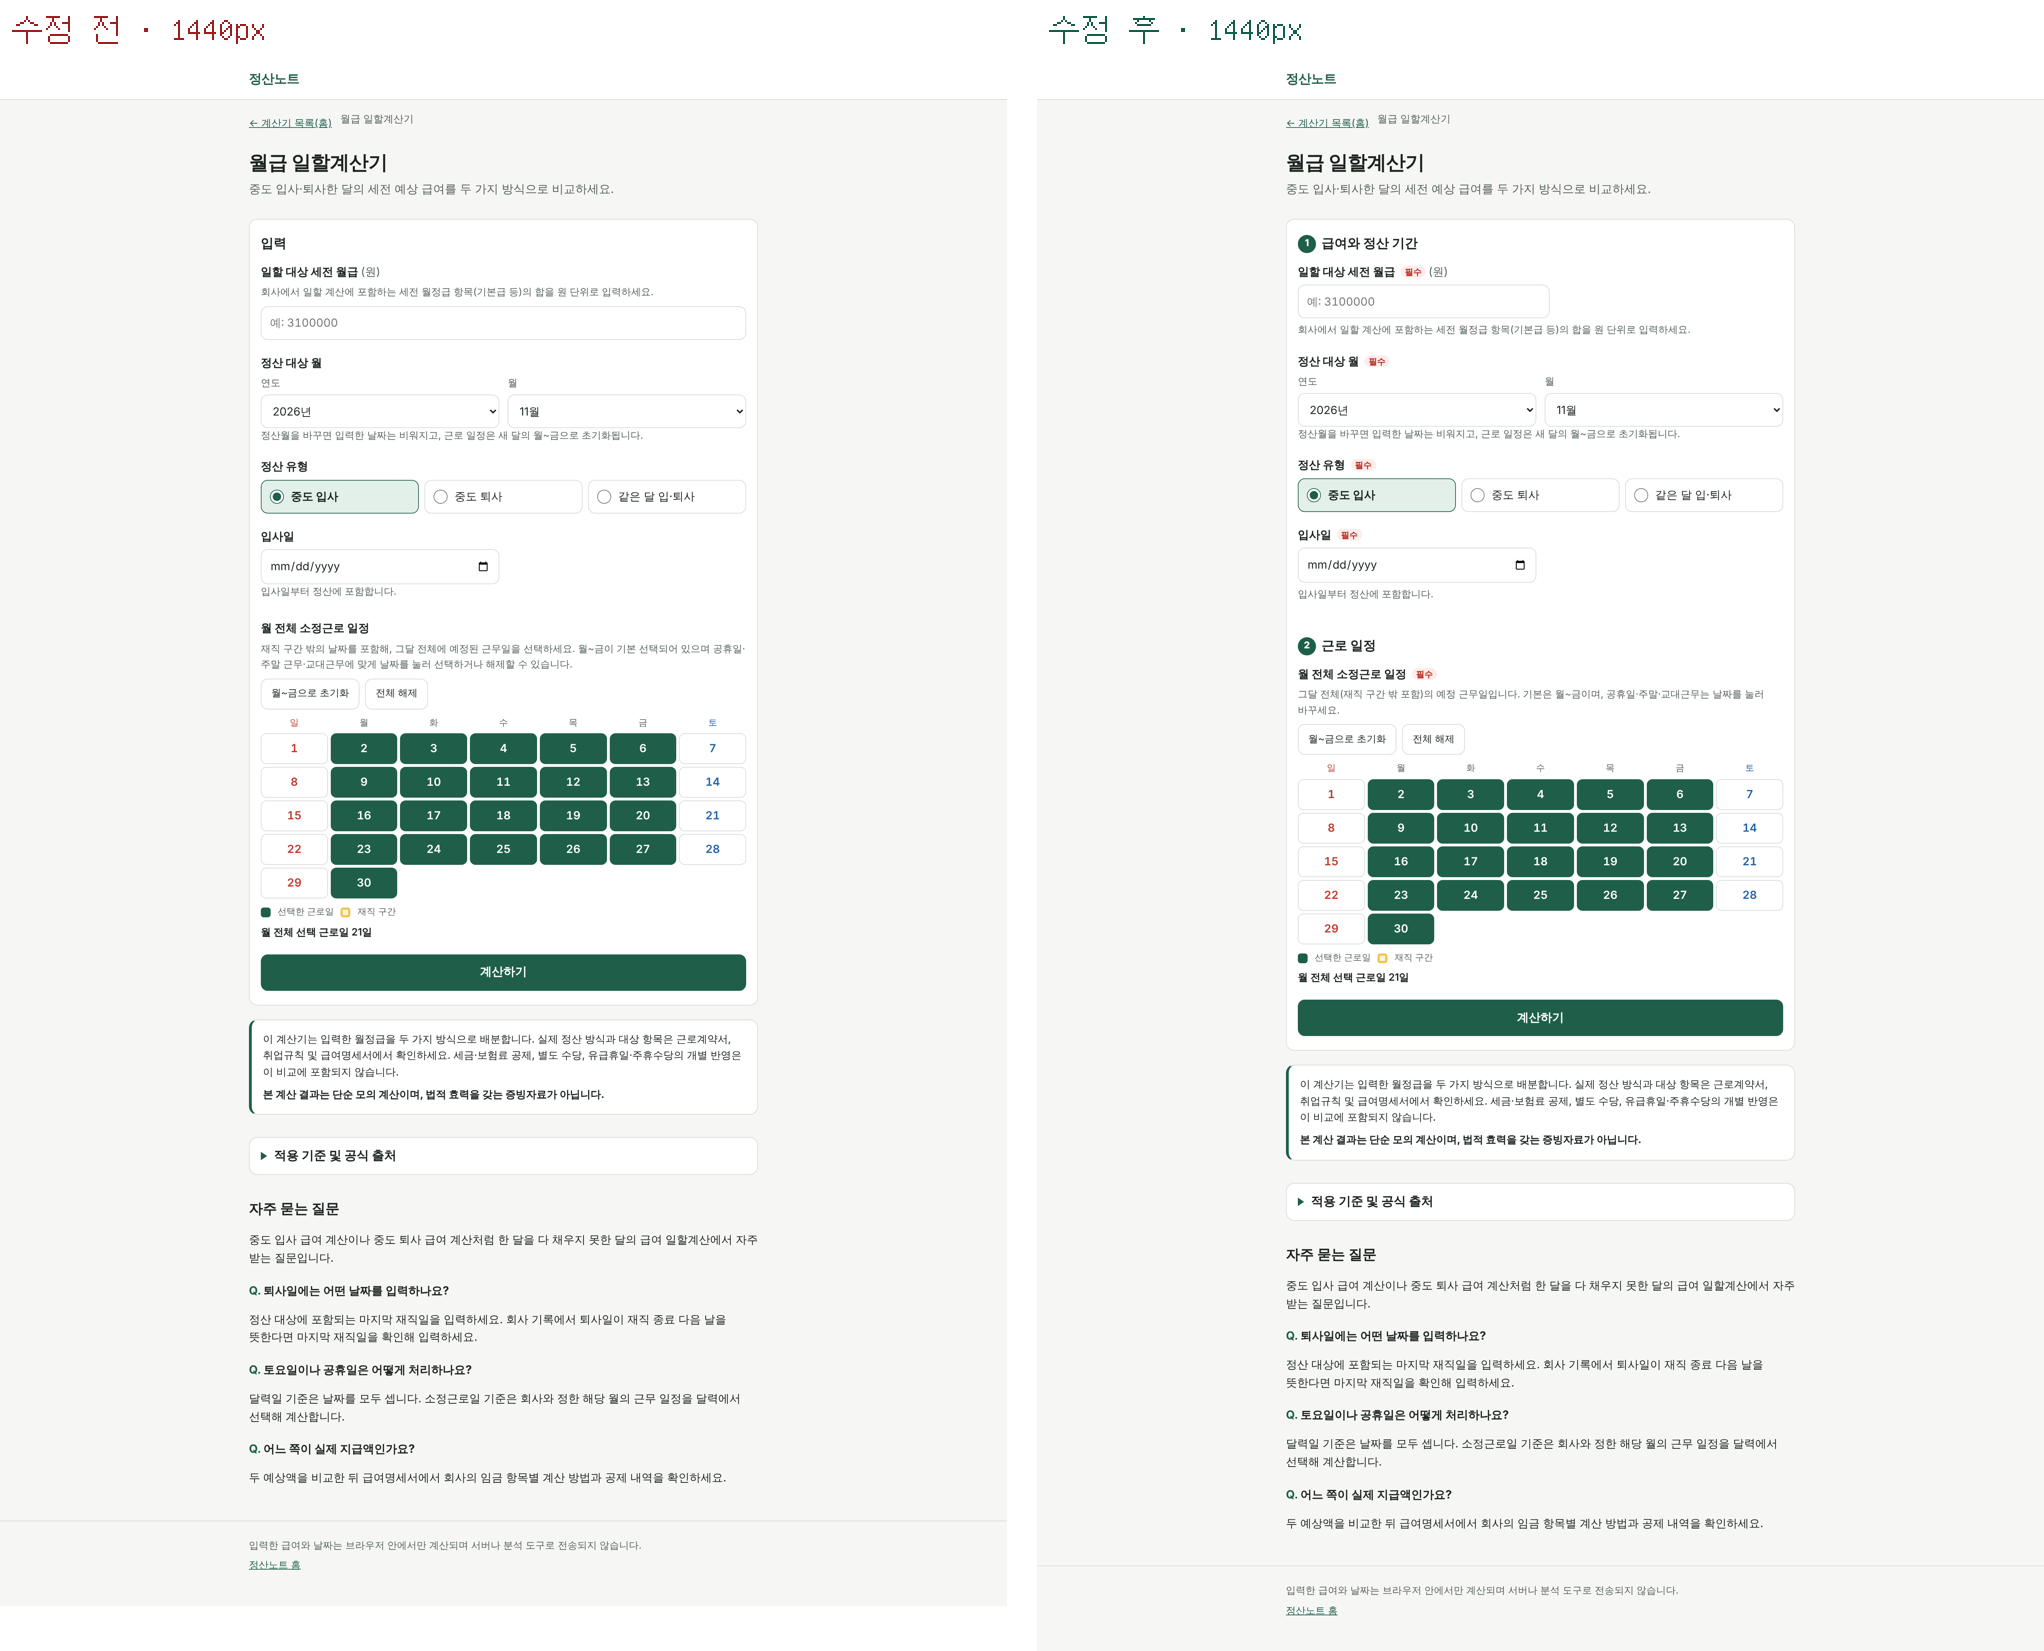 수정 전 · 1440px
정산노트
← 계산기 목록(홈) 월급 일할계산기
월급 일할계산기
중도 입사·퇴사한 달의 세전 예상 급여를 두 가지 방식으로 비교하세요.
입력
일할 대상 세전 월급 (원)
회사에서 일할 계산에 포함하는 세전 월정급 항목(기본급 등)의 합을 원 단위로 입력하세요.
예: 3100000
정산 대상 월
연도 월
2026년 11월
정산월을 바꾸면 입력한 날짜는 비워지고, 근로 일정은 새 달의 월~금으로 초기화됩니다.
정산 유형
중도 입사 중도 퇴사 같은 달 입·퇴사
입사일
mm/dd/yyyy
입사일부터 정산에 포함합니다.
월 전체 소정근로 일정
재직 구간 밖의 날짜를 포함해, 그달 전체에 예정된 근무일을 선택하세요. 월~금이 기본 선택되어 있으며 공휴일·
주말 근무·교대근무에 맞게 날짜를 눌러 선택하거나 해제할 수 있습니다.
월~금으로 초기화 전체 해제
일 월 화 수 목 금 토
1 2 3 4 5 6 7
8 9 10 11 12 13 14
15 16 17 18 19 20 21
22 23 24 25 26 27 28
29 30
선택한 근로일 재직 구간
월 전체 선택 근로일 21일
계산하기
이 계산기는 입력한 월정급을 두 가지 방식으로 배분합니다. 실제 정산 방식과 대상 항목은 근로계약서,
취업규칙 및 급여명세서에서 확인하세요. 세금·보험료 공제, 별도 수당, 유급휴일·주휴수당의 개별 반영은
이 비교에 포함되지 않습니다.
본 계산 결과는 단순 모의 계산이며, 법적 효력을 갖는 증빙자료가 아닙니다.
▶ 적용 기준 및 공식 출처
자주 묻는 질문
중도 입사 급여 계산이나 중도 퇴사 급여 계산처럼 한 달을 다 채우지 못한 달의 급여 일할계산에서 자주
받는 질문입니다.
Q. 퇴사일에는 어떤 날짜를 입력하나요?
정산 대상에 포함되는 마지막 재직일을 입력하세요. 회사 기록에서 퇴사일이 재직 종료 다음 날을
뜻한다면 마지막 재직일을 확인해 입력하세요.
Q. 토요일이나 공휴일은 어떻게 처리하나요?
달력일 기준은 날짜를 모두 셉니다. 소정근로일 기준은 회사와 정한 해당 월의 근무 일정을 달력에서
선택해 계산합니다.
Q. 어느 쪽이 실제 지급액인가요?
두 예상액을 비교한 뒤 급여명세서에서 회사의 임금 항목별 계산 방법과 공제 내역을 확인하세요.
입력한 급여와 날짜는 브라우저 안에서만 계산되며 서버나 분석 도구로 전송되지 않습니다.
정산노트 홈
수정 후 · 1440px
정산노트
← 계산기 목록(홈) 월급 일할계산기
월급 일할계산기
중도 입사·퇴사한 달의 세전 예상 급여를 두 가지 방식으로 비교하세요.
1 급여와 정산 기간
일할 대상 세전 월급 필수 (원)
예: 3100000
회사에서 일할 계산에 포함하는 세전 월정급 항목(기본급 등)의 합을 원 단위로 입력하세요.
정산 대상 월 필수
연도 월
2026년 11월
정산월을 바꾸면 입력한 날짜는 비워지고, 근로 일정은 새 달의 월~금으로 초기화됩니다.
정산 유형 필수
중도 입사 중도 퇴사 같은 달 입·퇴사
입사일 필수
mm/dd/yyyy
입사일부터 정산에 포함합니다.
2 근로 일정
월 전체 소정근로 일정 필수
그달 전체(재직 구간 밖 포함)의 예정 근무일입니다. 기본은 월~금이며, 공휴일·주말·교대근무는 날짜를 눌러
바꾸세요.
월~금으로 초기화 전체 해제
일 월 화 수 목 금 토
1 2 3 4 5 6 7
8 9 10 11 12 13 14
15 16 17 18 19 20 21
22 23 24 25 26 27 28
29 30
선택한 근로일 재직 구간
월 전체 선택 근로일 21일
계산하기
이 계산기는 입력한 월정급을 두 가지 방식으로 배분합니다. 실제 정산 방식과 대상 항목은 근로계약서,
취업규칙 및 급여명세서에서 확인하세요. 세금·보험료 공제, 별도 수당, 유급휴일·주휴수당의 개별 반영은
이 비교에 포함되지 않습니다.
본 계산 결과는 단순 모의 계산이며, 법적 효력을 갖는 증빙자료가 아닙니다.
▶ 적용 기준 및 공식 출처
자주 묻는 질문
중도 입사 급여 계산이나 중도 퇴사 급여 계산처럼 한 달을 다 채우지 못한 달의 급여 일할계산에서 자주
받는 질문입니다.
Q. 퇴사일에는 어떤 날짜를 입력하나요?
정산 대상에 포함되는 마지막 재직일을 입력하세요. 회사 기록에서 퇴사일이 재직 종료 다음 날을
뜻한다면 마지막 재직일을 확인해 입력하세요.
Q. 토요일이나 공휴일은 어떻게 처리하나요?
달력일 기준은 날짜를 모두 셉니다. 소정근로일 기준은 회사와 정한 해당 월의 근무 일정을 달력에서
선택해 계산합니다.
Q. 어느 쪽이 실제 지급액인가요?
두 예상액을 비교한 뒤 급여명세서에서 회사의 임금 항목별 계산 방법과 공제 내역을 확인하세요.
입력한 급여와 날짜는 브라우저 안에서만 계산되며 서버나 분석 도구로 전송되지 않습니다.
정산노트 홈